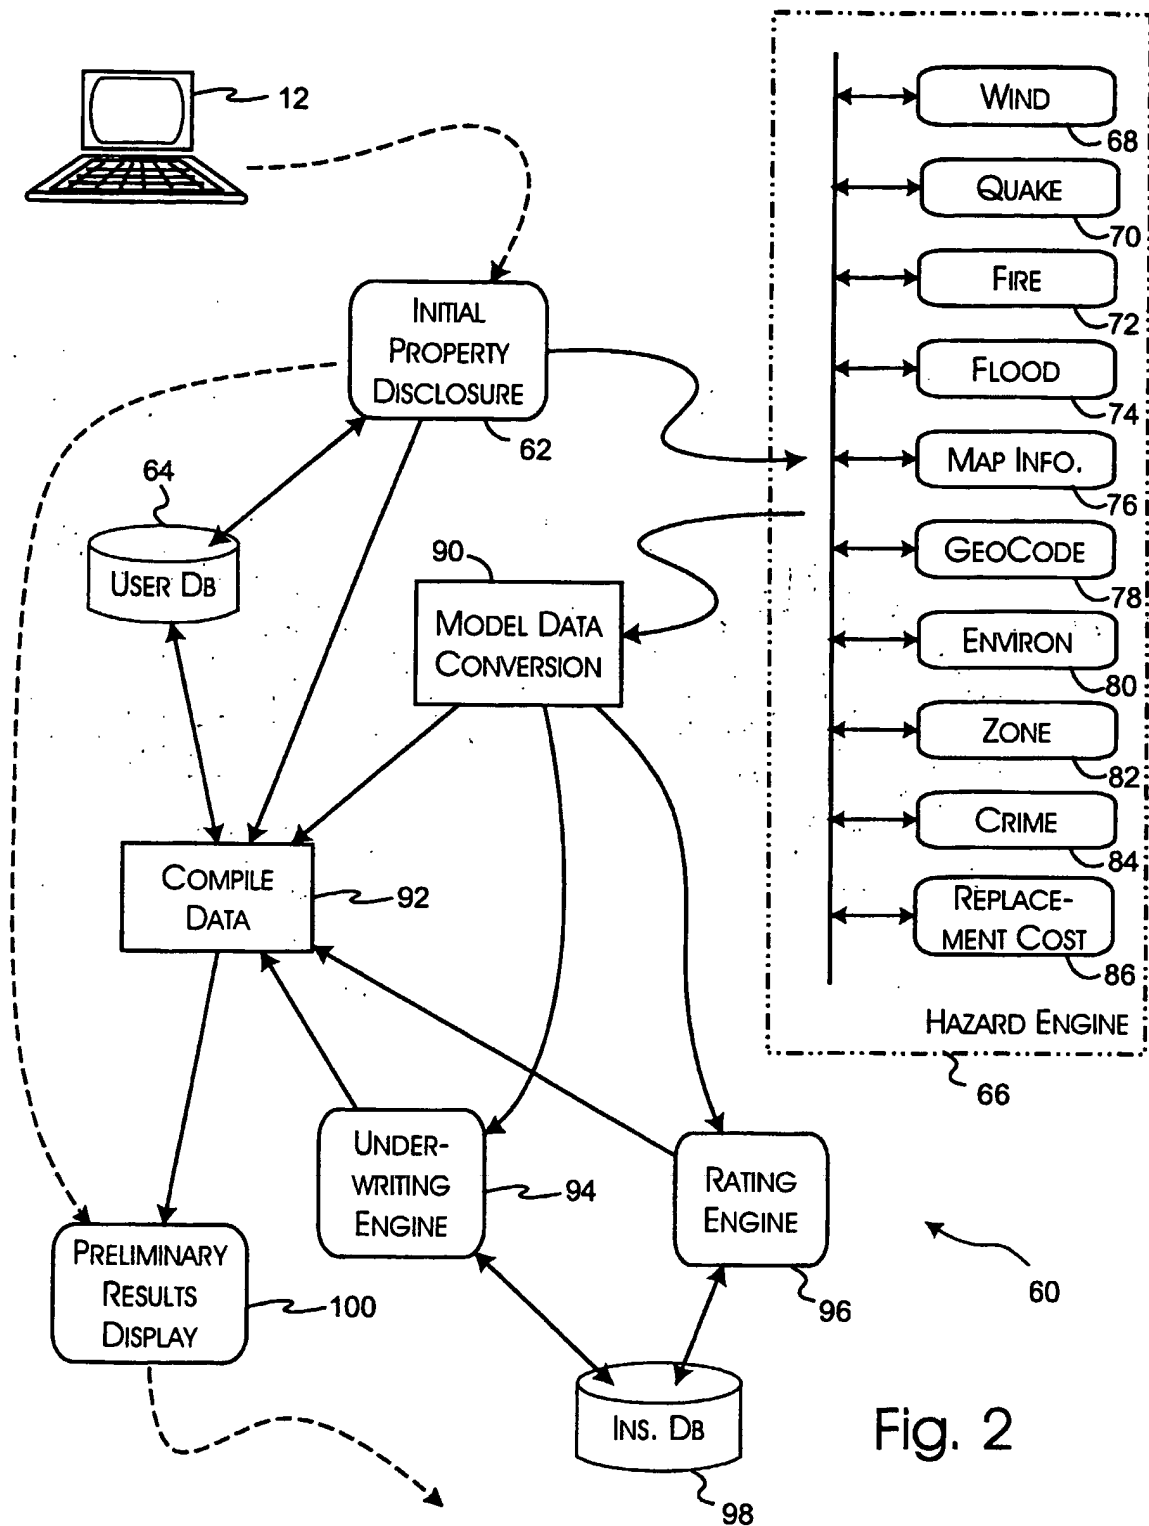 12
WIND
68
QUAKE
70
FIRE
72
FLOOD
74
MAP INFO.
76
GEOCODE
78
ENVIRON
80
ZONE
82
CRIME
84
REPLACE-
MENT COST
86
HAZARD ENGINE
66
INITIAL
PROPERTY
DISCLOSURE
62
64
USER DB
90
MODEL DATA
CONVERSION
COMPILE
DATA
92
UNDER-
WRITING
ENGINE
94
RATING
ENGINE
96
PRELIMINARY
RESULTS
DISPLAY
100
60
INS. DB
98
Fig. 2